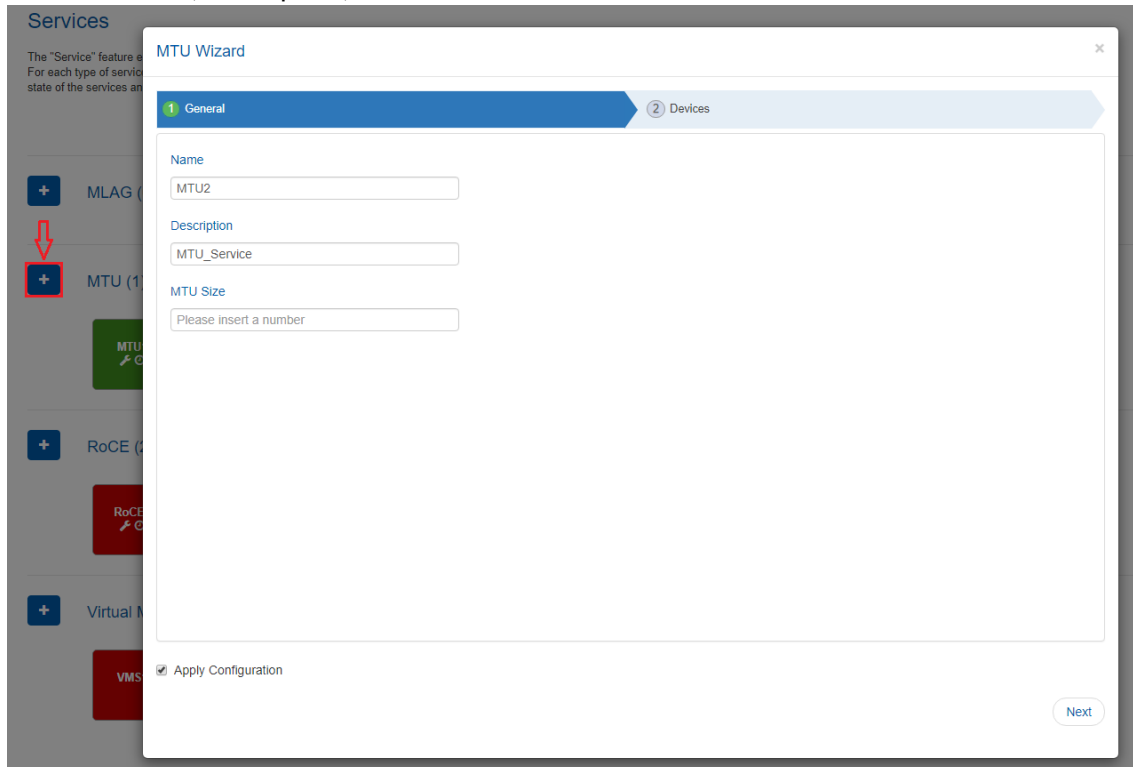 Services
The "Service" feature e
For each type of servic
state of the services an
MTU Wizard
×
1 General
2 Devices
Name
MTU2
Description
MTU_Service
MTU Size
Please insert a number
+ MLAG (
+ MTU (1)
MTU
+ RoCE (2
RoCE
+ Virtual M
VMS
Apply Configuration
Next